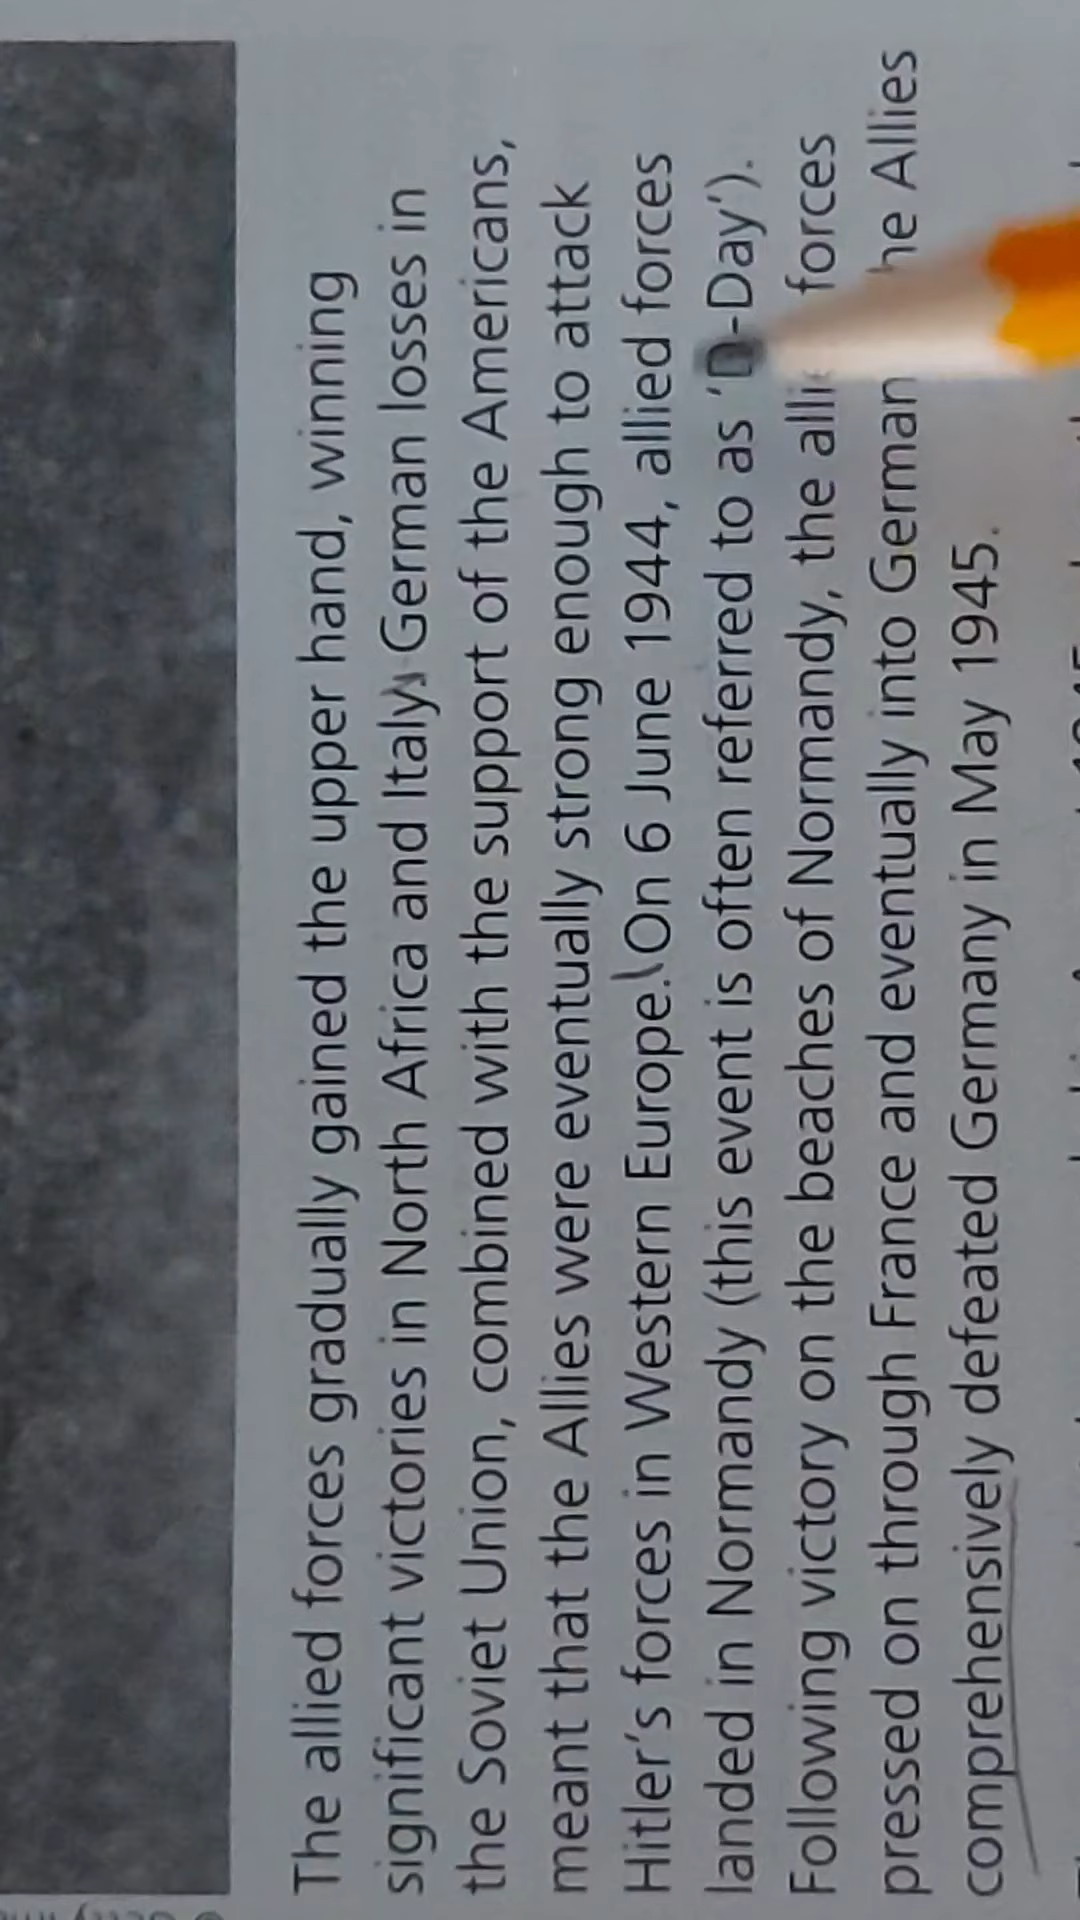 The allied forces gradually gained the upper hand, winning
significant victories in North Africa and Italy. German losses in
the Soviet Union, combined with the support of the Americans,
meant that the Allies were eventually strong enough to attack
Hitler's forces in Western Europe. On 6 June 1944, allied forces
landed in Normandy (this event is often referred to as 'D-Day').
Following victory on the beaches of Normandy, the forces
pressed on through France and eventually into Allies
comprehensively defeated Germany in May 1945.